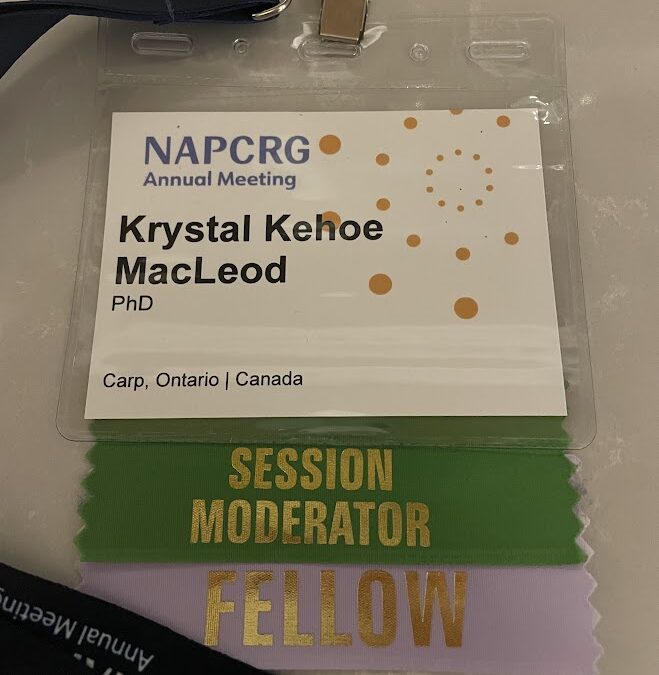 NAPCRG
Annual Meeting
Krystal Kehoe
MacLeod
PhD
Carp, Ontario | Canada
SESSION
MODERATOR
FELLOW
Annual Meeting